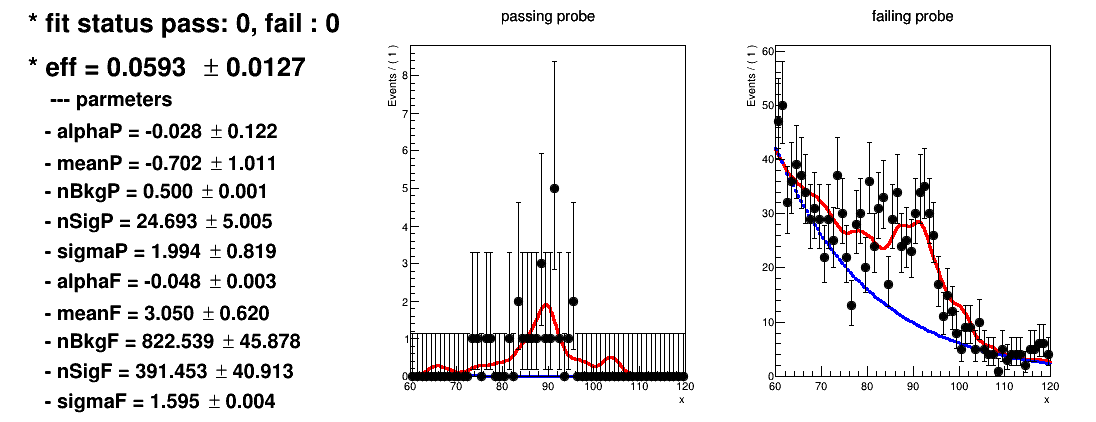 * fit status pass: 0, fail : 0
* eff = 0.0593 ± 0.0127
--- parmeters
- alphaP = -0.028 ± 0.122
- meanP = -0.702 ± 1.011
- nBkgP = 0.500 ± 0.001
- nSigP = 24.693 ± 5.005
- sigmaP = 1.994 ± 0.819
- alphaF = -0.048 ± 0.003
- meanF = 3.050 ± 0.620
- nBkgF = 822.539 ± 45.878
- nSigF = 391.453 ± 40.913
- sigmaF = 1.595 ± 0.004
passing probe
Events / ( 1 )
8
7
6
5
4
3
2
1
0
60 70 80 90 100 110 120
x
failing probe
Events / ( 1 )
60
50
40
30
20
10
0
60 70 80 90 100 110 120
x